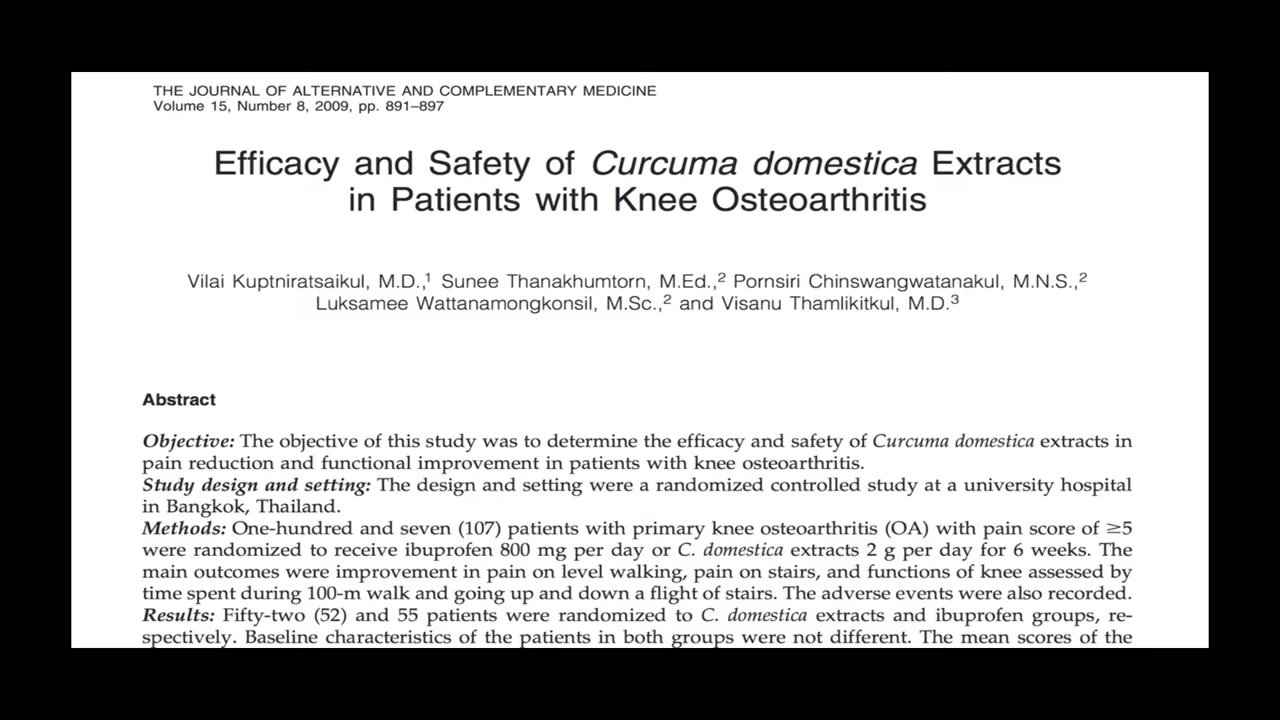 THE JOURNAL OF ALTERNATIVE AND COMPLEMENTARY MEDICINE
Volume 15, Number 8, 2009, pp. 891–897
Efficacy and Safety of Curcuma domestica Extracts
in Patients with Knee Osteoarthritis
Vilai Kuptniratsaikul, M.D.,1 Sunee Thanakhumtorn, M.Ed.,2 Pornsiri Chinswangwatanakul, M.N.S.,2
Luksamee Wattanamongkonsil, M.Sc.,2 and Visanu Thamlikitkul, M.D.3
Abstract
Objective: The objective of this study was to determine the efficacy and safety of Curcuma domestica extracts in
pain reduction and functional improvement in patients with knee osteoarthritis.
Study design and setting: The design and setting were a randomized controlled study at a university hospital
in Bangkok, Thailand.
Methods: One-hundred and seven (107) patients with primary knee osteoarthritis (OA) with pain score of ≥5
were randomized to receive ibuprofen 800 mg per day or C. domestica extracts 2 g per day for 6 weeks. The
main outcomes were improvement in pain on level walking, pain on stairs, and functions of knee assessed by
time spent during 100-m walk and going up and down a flight of stairs. The adverse events were also recorded.
Results: Fifty-two (52) and 55 patients were randomized to C. domestica extracts and ibuprofen groups, re-
spectively. Baseline characteristics of the patients in both groups were not different. The mean scores of the